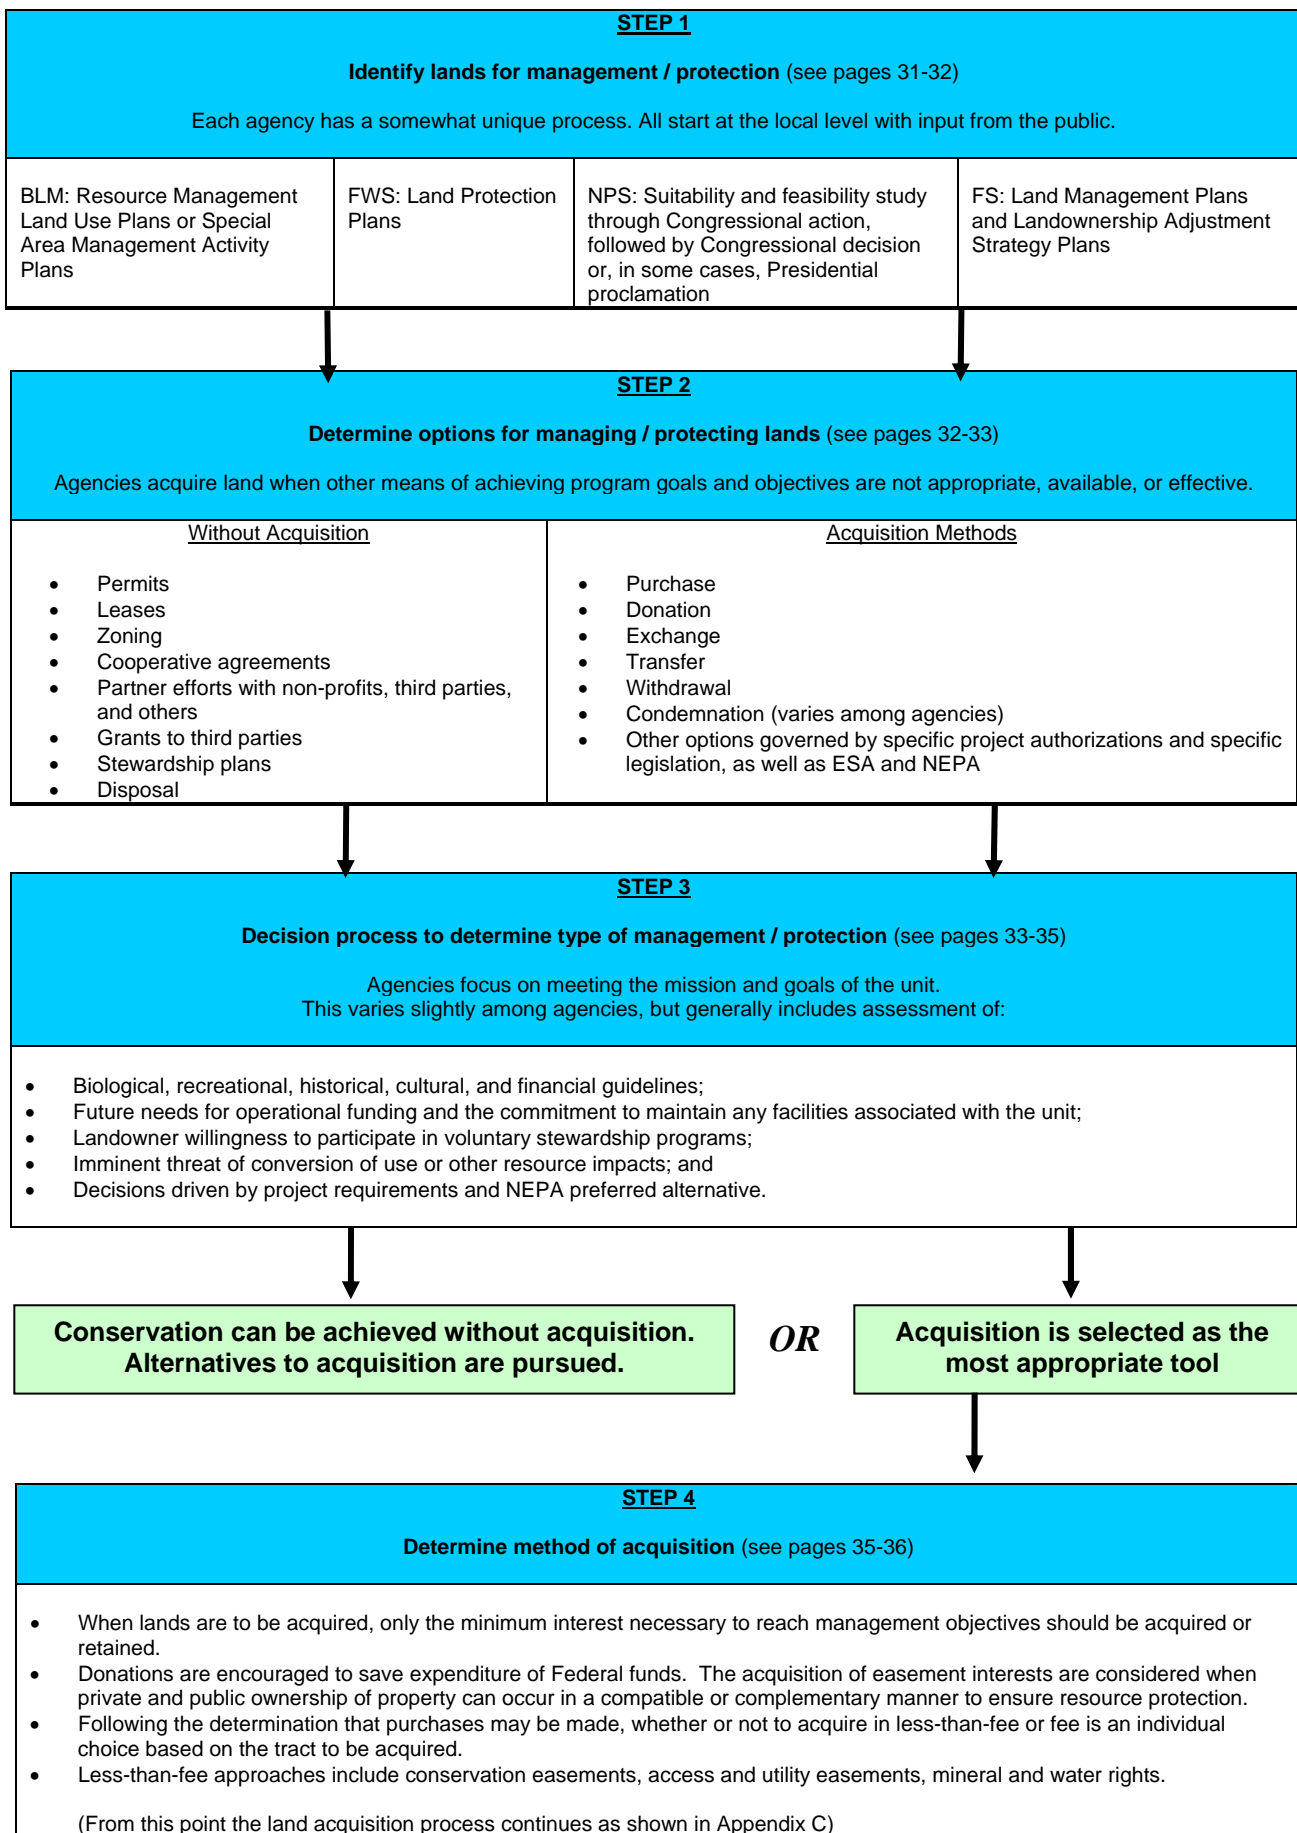 STEP 1
Identify lands for management / protection (see pages 31-32)
Each agency has a somewhat unique process. All start at the local level with input from the public.
BLM: Resource Management
Land Use Plans or Special
Area Management Activity
Plans
FWS: Land Protection
Plans
NPS: Suitability and feasibility study
through Congressional action,
followed by Congressional decision
or, in some cases, Presidential
proclamation
FS: Land Management Plans
and Landownership Adjustment
Strategy Plans
STEP 2
Determine options for managing / protecting lands (see pages 32-33)
Agencies acquire land when other means of achieving program goals and objectives are not appropriate, available, or effective.
Without Acquisition
• Permits
• Leases
• Zoning
• Cooperative agreements
• Partner efforts with non-profits, third parties,
and others
• Grants to third parties
• Stewardship plans
• Disposal
Acquisition Methods
• Purchase
• Donation
• Exchange
• Transfer
• Withdrawal
• Condemnation (varies among agencies)
• Other options governed by specific project authorizations and specific
legislation, as well as ESA and NEPA
STEP 3
Decision process to determine type of management / protection (see pages 33-35)
Agencies focus on meeting the mission and goals of the unit.
This varies slightly among agencies, but generally includes assessment of:
• Biological, recreational, historical, cultural, and financial guidelines;
• Future needs for operational funding and the commitment to maintain any facilities associated with the unit;
• Landowner willingness to participate in voluntary stewardship programs;
• Imminent threat of conversion of use or other resource impacts; and
• Decisions driven by project requirements and NEPA preferred alternative.
Conservation can be achieved without acquisition.
Alternatives to acquisition are pursued.
OR
Acquisition is selected as the
most appropriate tool
STEP 4
Determine method of acquisition (see pages 35-36)
• When lands are to be acquired, only the minimum interest necessary to reach management objectives should be acquired or
retained.
• Donations are encouraged to save expenditure of Federal funds. The acquisition of easement interests are considered when
private and public ownership of property can occur in a compatible or complementary manner to ensure resource protection.
• Following the determination that purchases may be made, whether or not to acquire in less-than-fee or fee is an individual
choice based on the tract to be acquired.
• Less-than-fee approaches include conservation easements, access and utility easements, mineral and water rights.
(From this point the land acquisition process continues as shown in Appendix C)